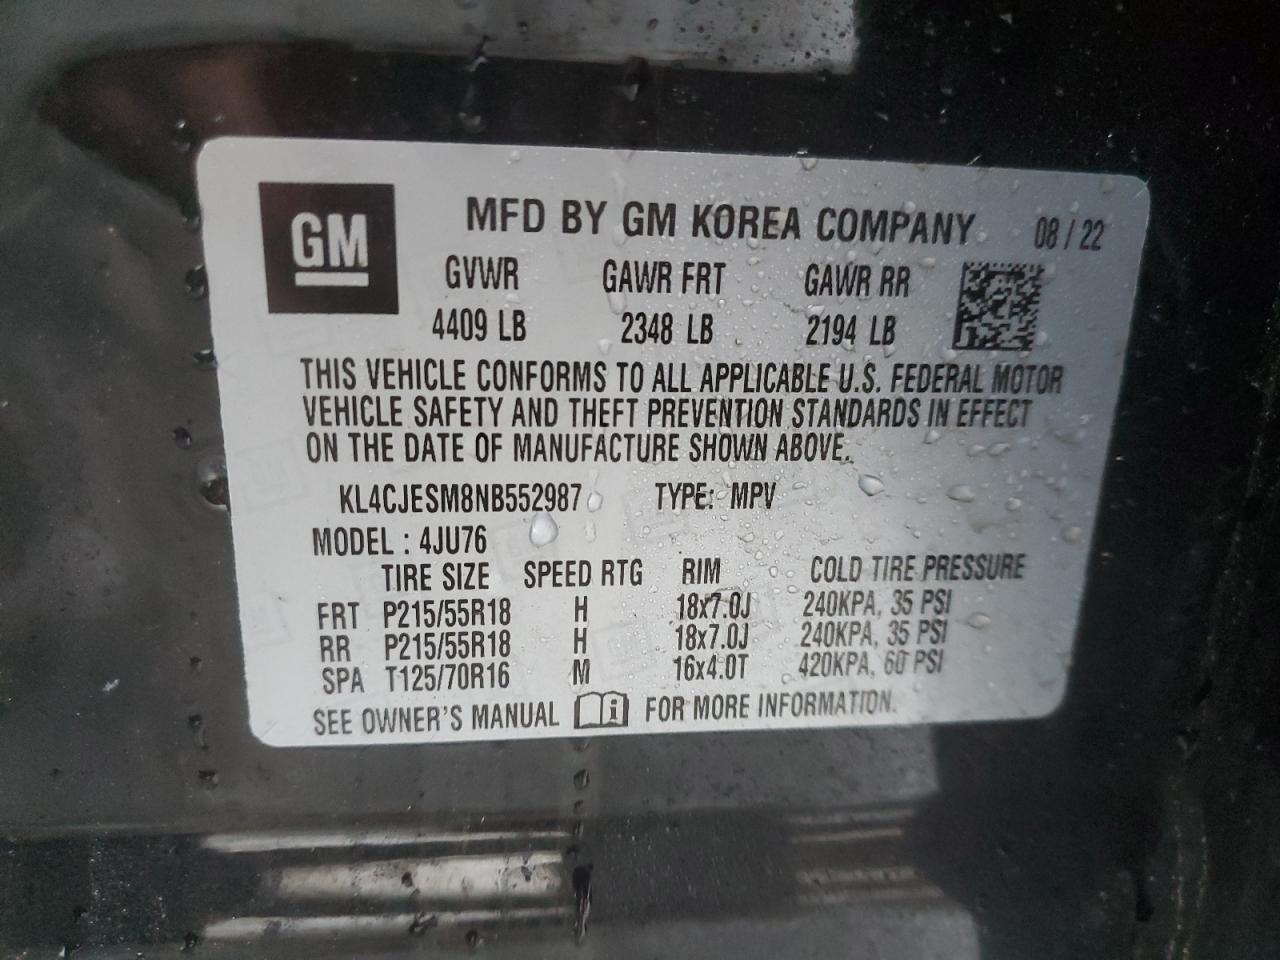 GM
MFD BY GM KOREA COMPANY 08 / 22
GVWR GAWR FRT GAWR RR
4409 LB 2348 LB 2194 LB
THIS VEHICLE CONFORMS TO ALL APPLICABLE U.S. FEDERAL MOTOR
VEHICLE SAFETY AND THEFT PREVENTION STANDARDS IN EFFECT
ON THE DATE OF MANUFACTURE SHOWN ABOVE.
KL4CJESM8NB552987 TYPE: MPV
MODEL : 4JU76
TIRE SIZE SPEED RTG RIM COLD TIRE PRESSURE
FRT P215/55R18 H 18x7.0J 240KPA, 35 PSI
RR P215/55R18 H 18x7.0J 240KPA, 35 PSI
SPA T125/70R16 M 16x4.0T 420KPA, 60 PSI
SEE OWNER'S MANUAL i FOR MORE INFORMATION.